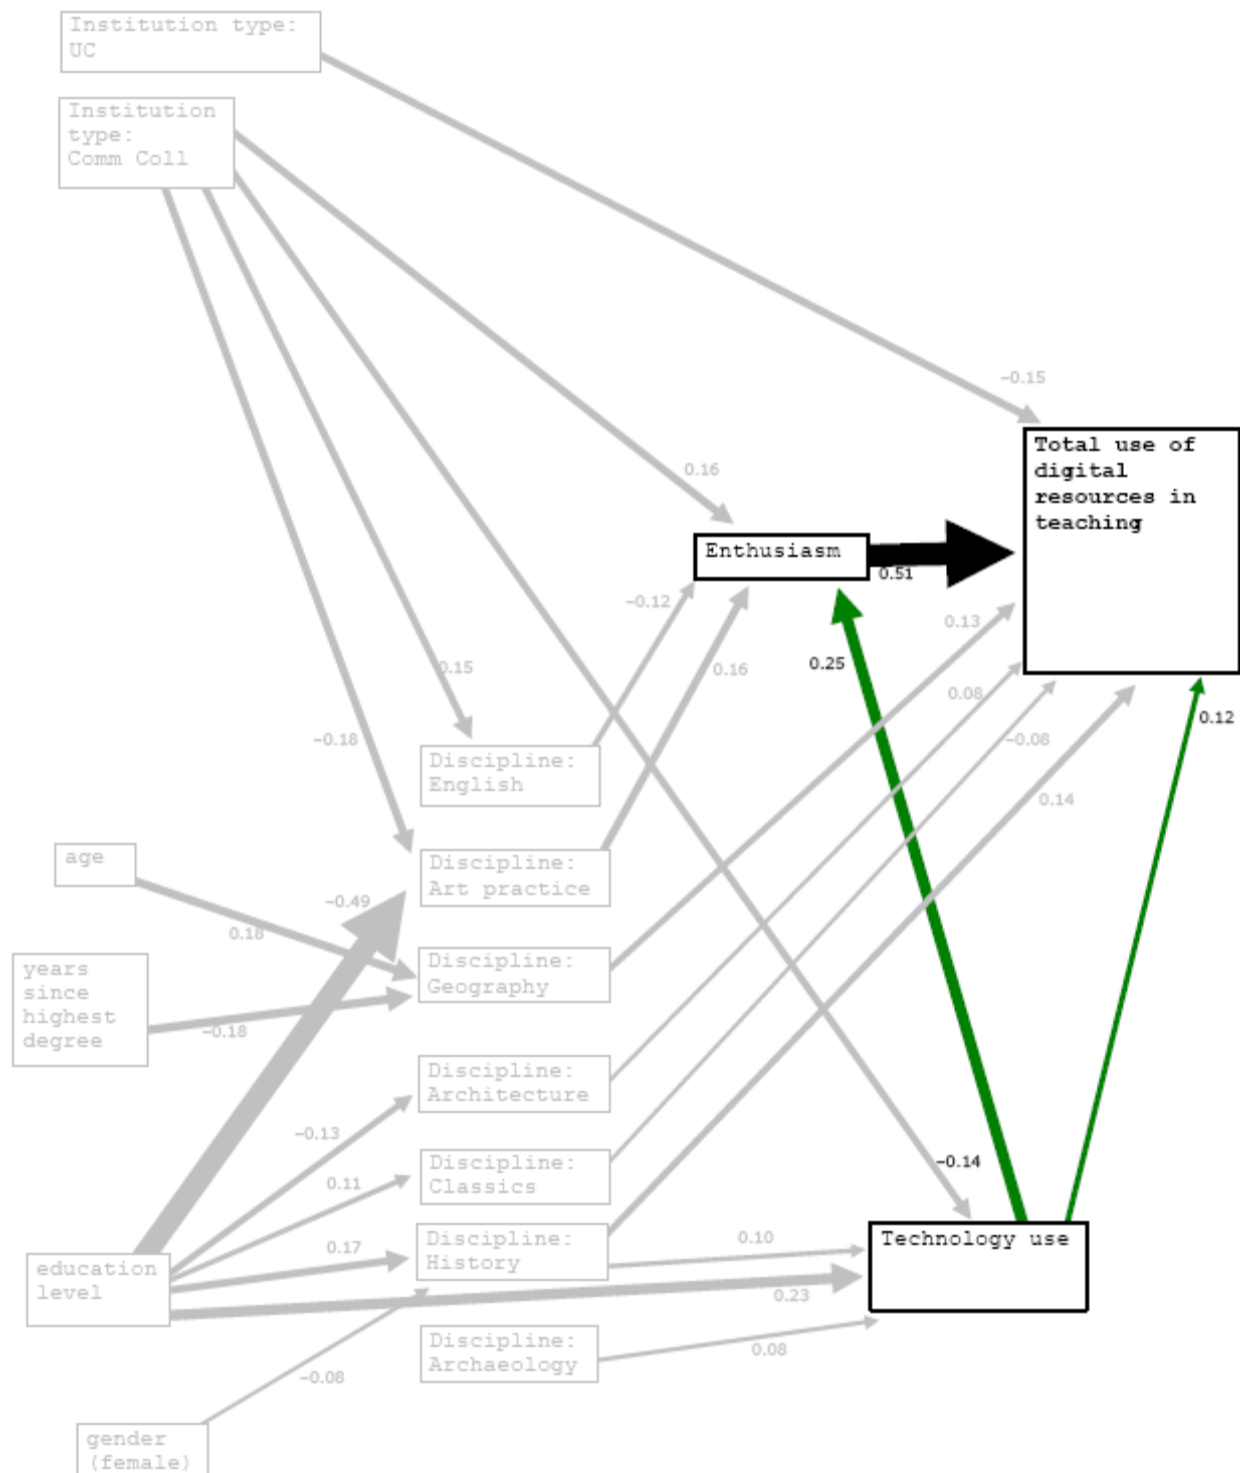 Institution type:
UC
Institution
type:
Comm Coll
-0.15
Total use of
digital
resources in
teaching
0.16
Enthusiasm
0.51
-0.12
0.13
0.15
0.25
0.16
0.08
0.12
-0.18
-0.08
Discipline:
English
0.14
age
Discipline:
Art practice
-0.49
0.18
years
since
highest
degree
Discipline:
Geography
-0.18
Discipline:
Architecture
-0.13
Discipline:
Classics
-0.14
0.11
Discipline:
History
0.17
0.10
Technology use
education
level
0.23
Discipline:
Archaeology
0.08
-0.08
gender
(female)